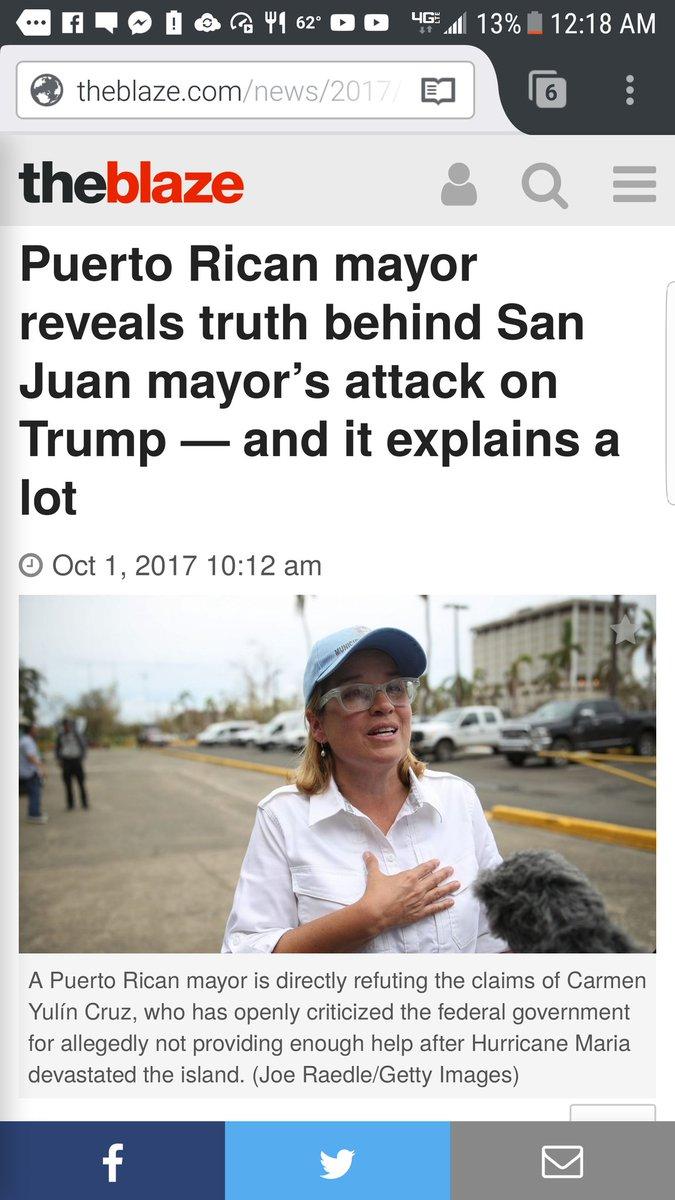 62° 4G LTE 13% 12:18 AM
theblaze.com/news/2017/ 6
theblaze
Puerto Rican mayor
reveals truth behind San
Juan mayor’s attack on
Trump — and it explains a
lot
Oct 1, 2017 10:12 am
A Puerto Rican mayor is directly refuting the claims of Carmen
Yulín Cruz, who has openly criticized the federal government
for allegedly not providing enough help after Hurricane Maria
devastated the island. (Joe Raedle/Getty Images)